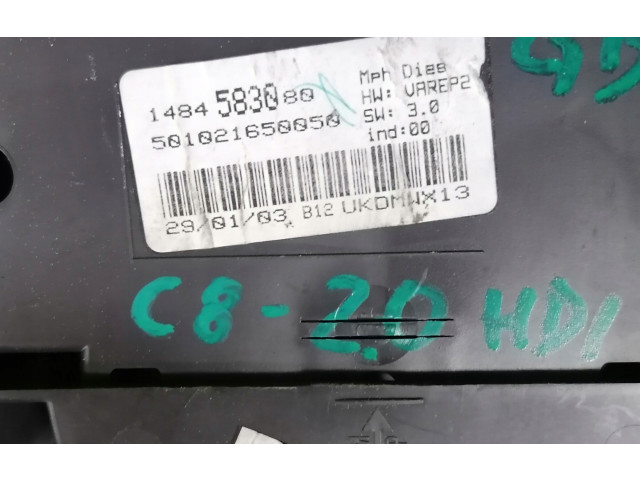 1484 583080
501021650050
Mph Dies
HW: VAREP2
SW: 3.0
ind:00
29/01/03 B12 UKDMWX13
C8-2.0 HDI